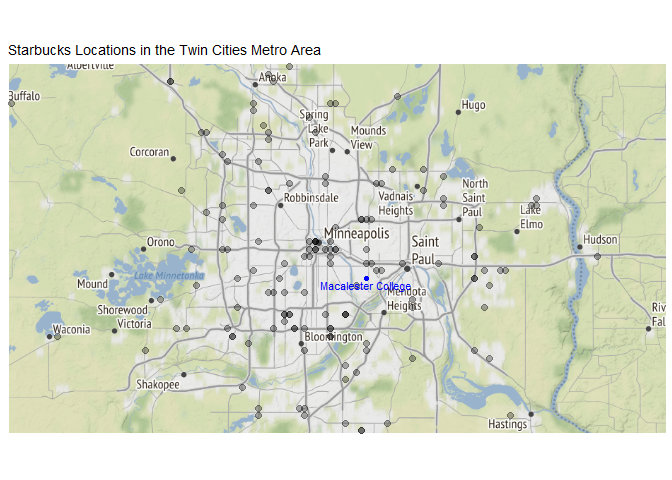 Starbucks Locations in the Twin Cities Metro Area
Albertville
Anoka
Buffalo
Hugo
Spring
Lake
Park
Mounds
View
Corcoran
Vadnais
Heights
North
Saint
Paul
Robbinsdale
Lake
Elmo
Minneapolis
Orono
Saint
Paul
Hudson
Lake Minnetonka
Mound
Macalester College
Mendota
Heights
Shorewood
Victoria
Riv
Fal
Waconia
Bloomington
Shakopee
Hastings